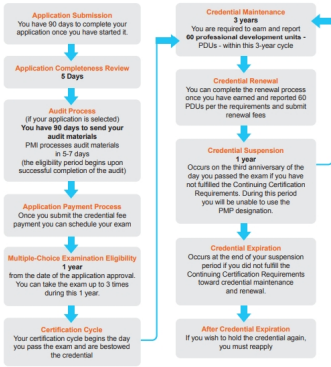 Application Submission
You have 90 days to complete your
application once you have started it.
Application Completeness Review
5 Days
Audit Process
(if your application is selected)
You have 90 days to send your
audit materials
PMI processes audit materials
in 5-7 days
(the eligibility period begins upon
successful completion of the audit)
Application Payment Process
Once you submit the credential fee
payment you can schedule your exam
Multiple-Choice Examination Eligibility
1 year
from the date of the application approval.
You can take the exam up to 3 times
during this 1 year.
Certification Cycle
Your certification cycle begins the day
you pass the exam and are bestowed
the credential
Credential Maintenance
3 years
You are required to earn and report
60 professional development units -
PDUs - within this 3-year cycle
Credential Renewal
You can complete the renewal process
once you have earned and reported 60
PDUs per the requirements and submit
renewal fees
Credential Suspension
1 year
Occurs on the third anniversary of the
day you passed the exam if you have
not fulfilled the Continuing Certification
Requirements. During this period
you will be unable to use the
PMP designation.
Credential Expiration
Occurs at the end of your suspension
period if you did not fulfill the
Continuing Certification Requirements
toward credential maintenance
and renewal.
After Credential Expiration
If you wish to hold the credential again,
you must reapply